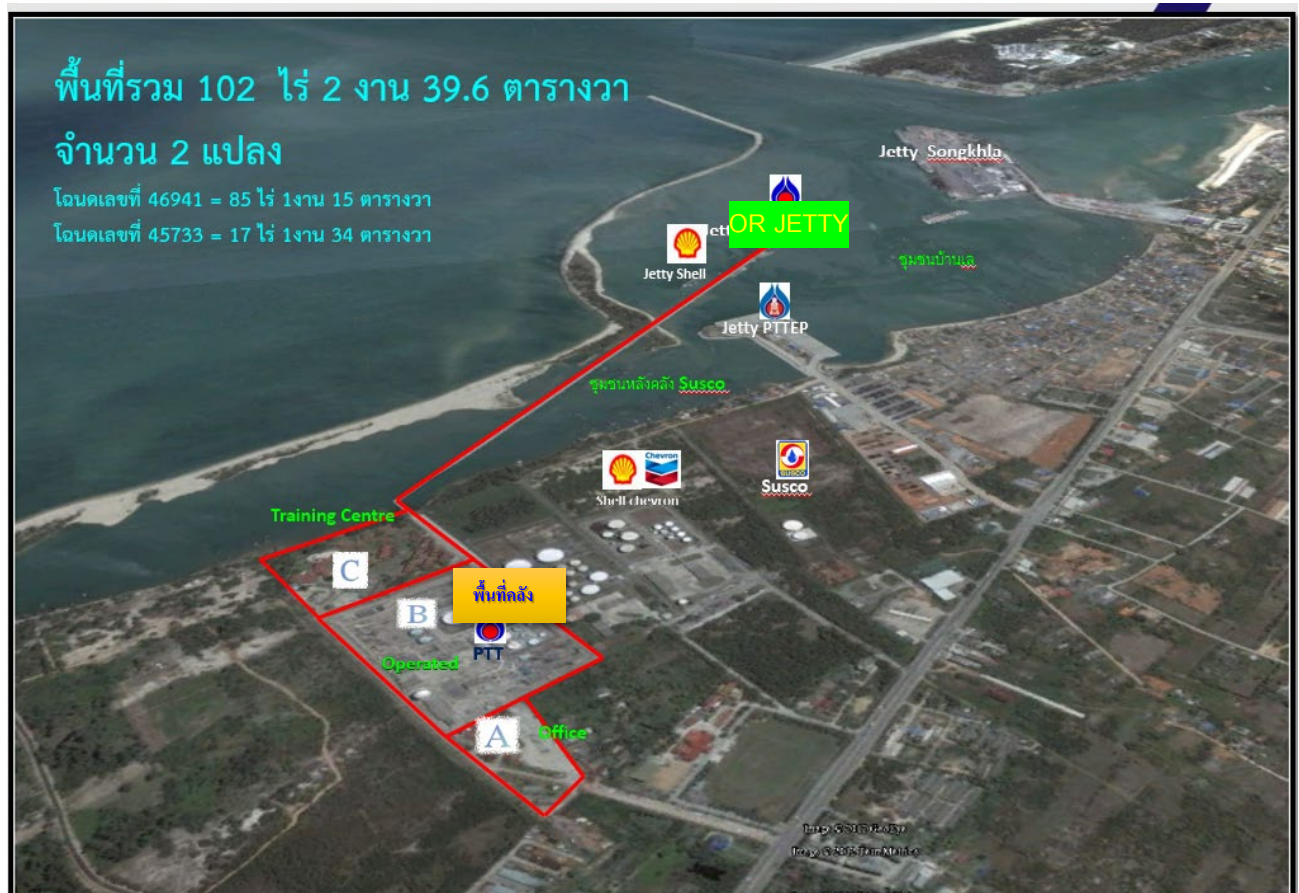 พื้นที่รวม 102 ไร่ 2 งาน 39.6 ตารางวา
จำนวน 2 แปลง
โฉนดเลขที่ 46941 = 85 ไร่ 1งาน 15 ตารางวา
โฉนดเลขที่ 45733 = 17 ไร่ 1งาน 34 ตารางวา
Jetty Songkhla
OR JETTY
Jetty Shell
ชุมชนบ้านเล
Jetty PTTEP
ชุมชนหลังคลัง Susco
Chevron
SUSCO
Susco
Shell chevron
Training Centre
C
พื้นที่คลัง
B
PTT
Operated
A
Office